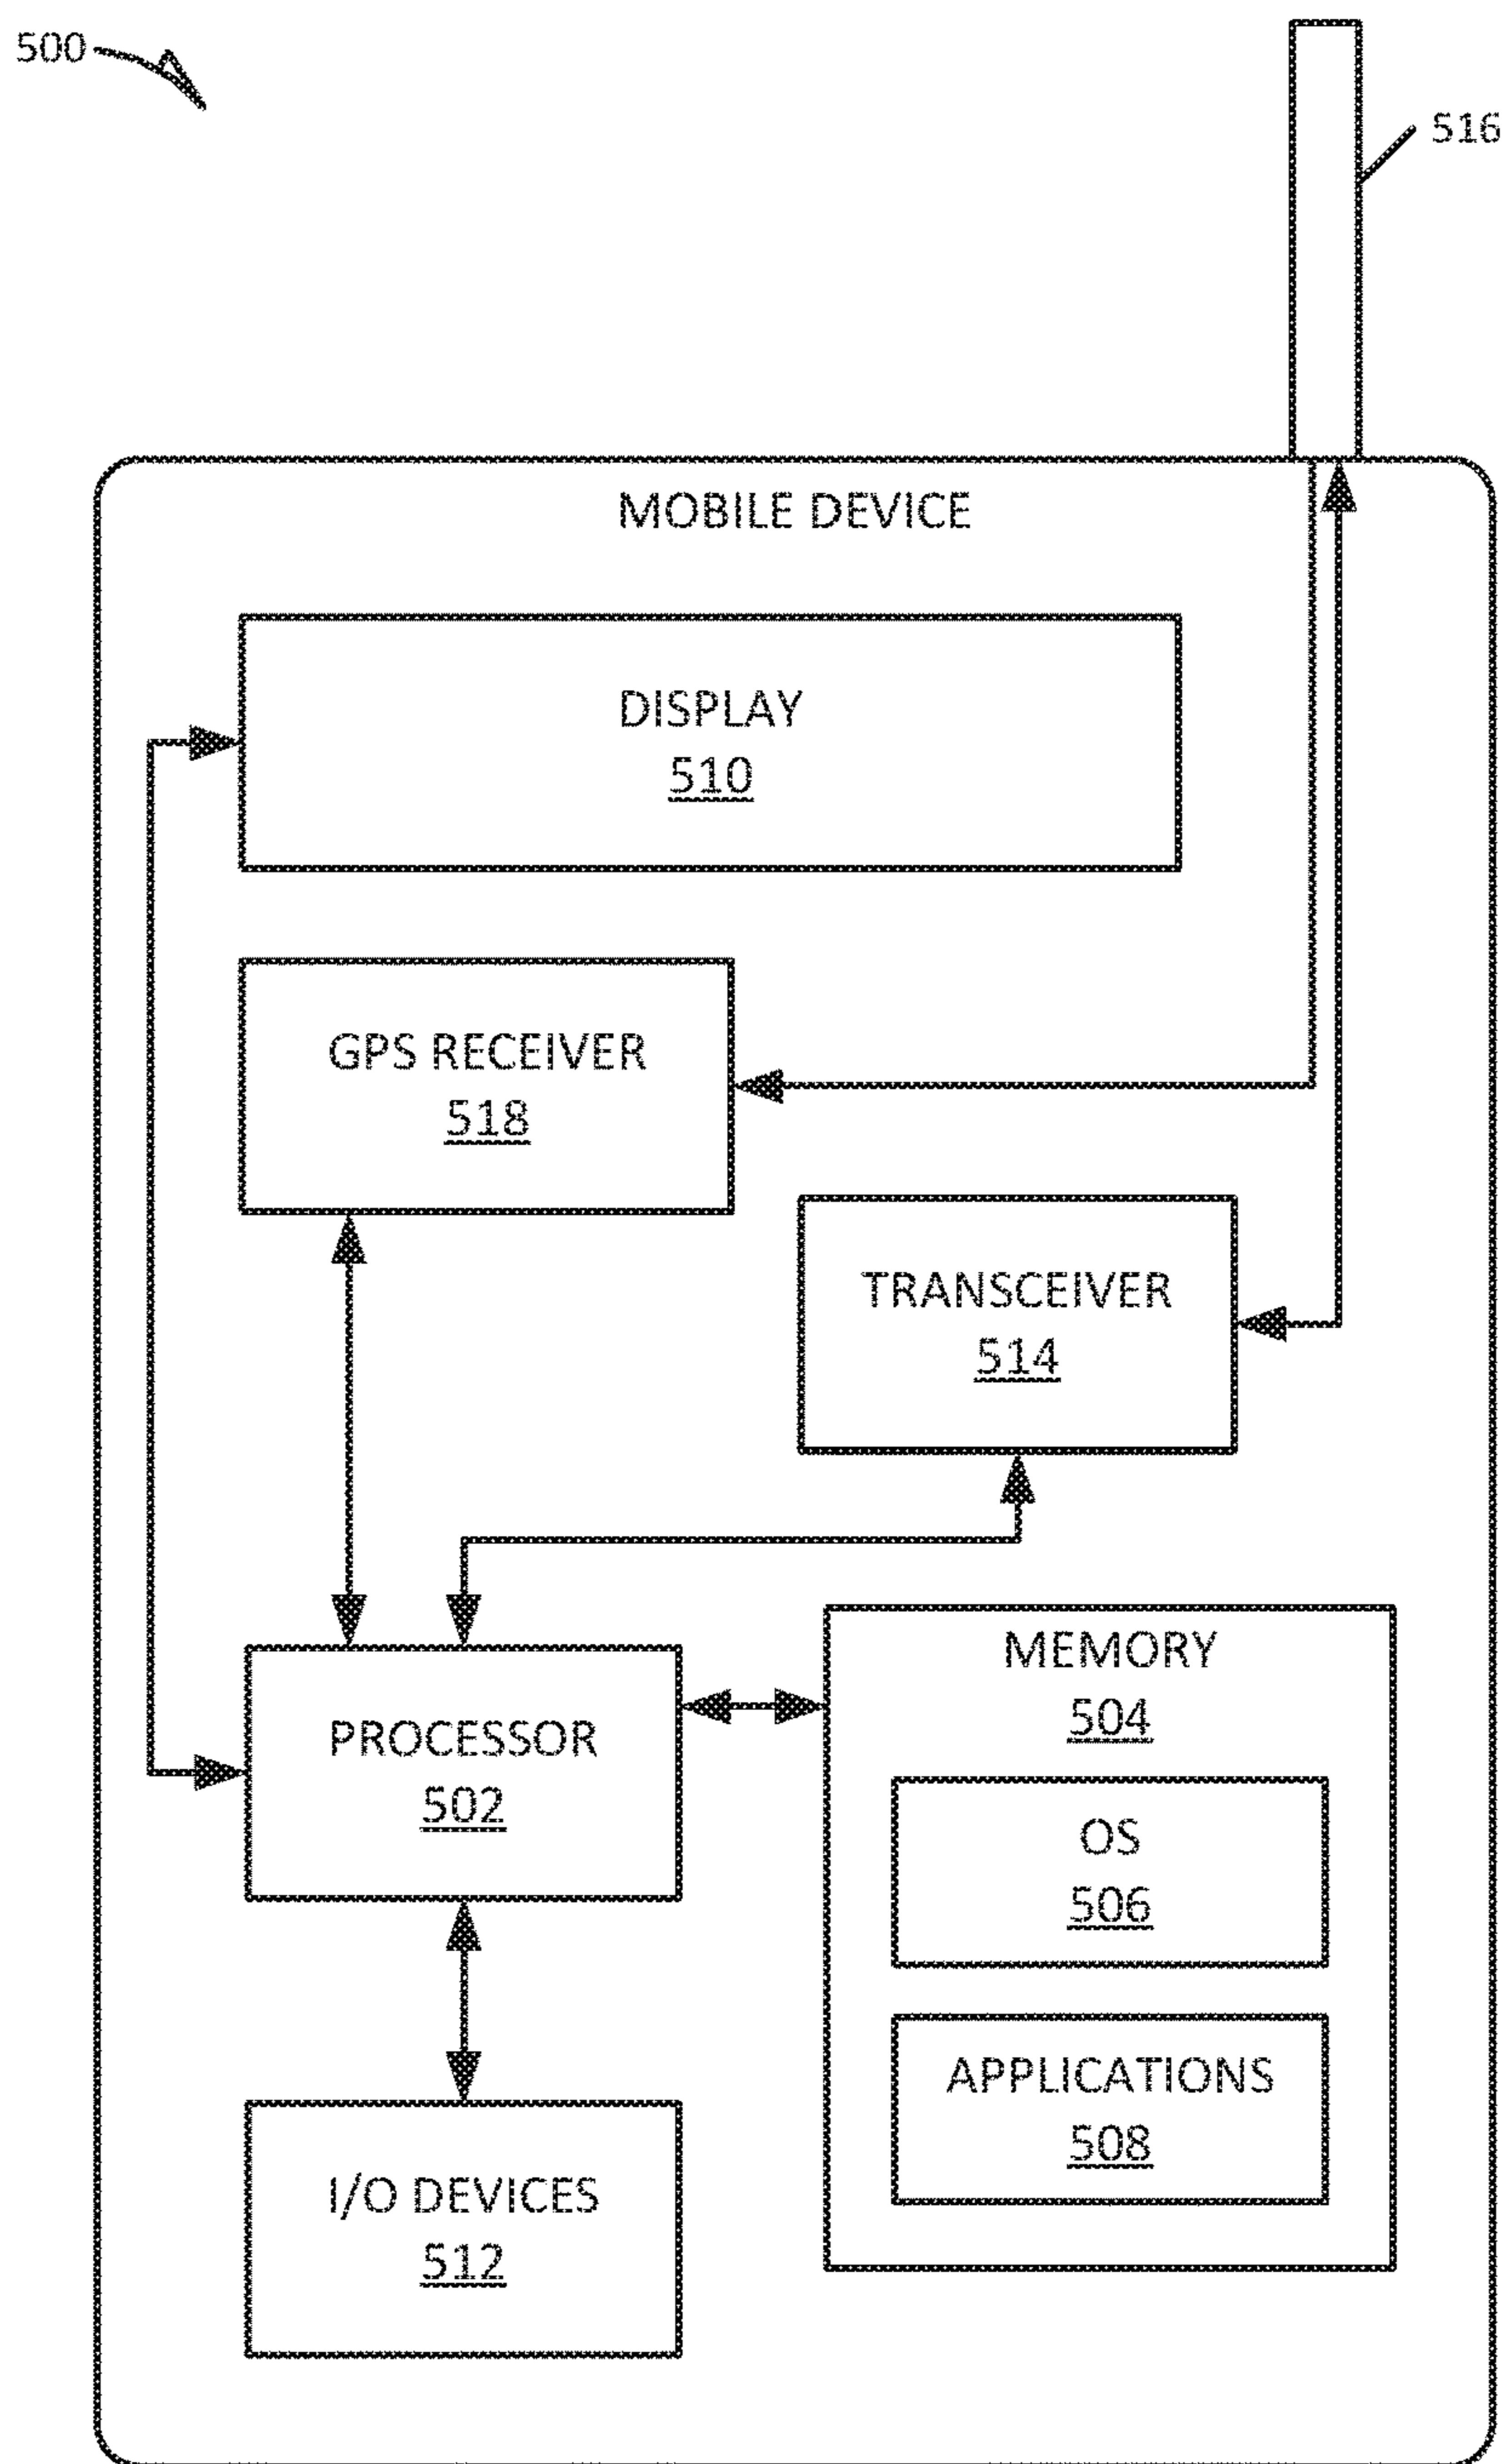 500
516
MOBILE DEVICE
DISPLAY
510
GPS RECEIVER
518
TRANSCEIVER
514
MEMORY
504
PROCESSOR
502
OS
506
APPLICATIONS
508
I/O DEVICES
512